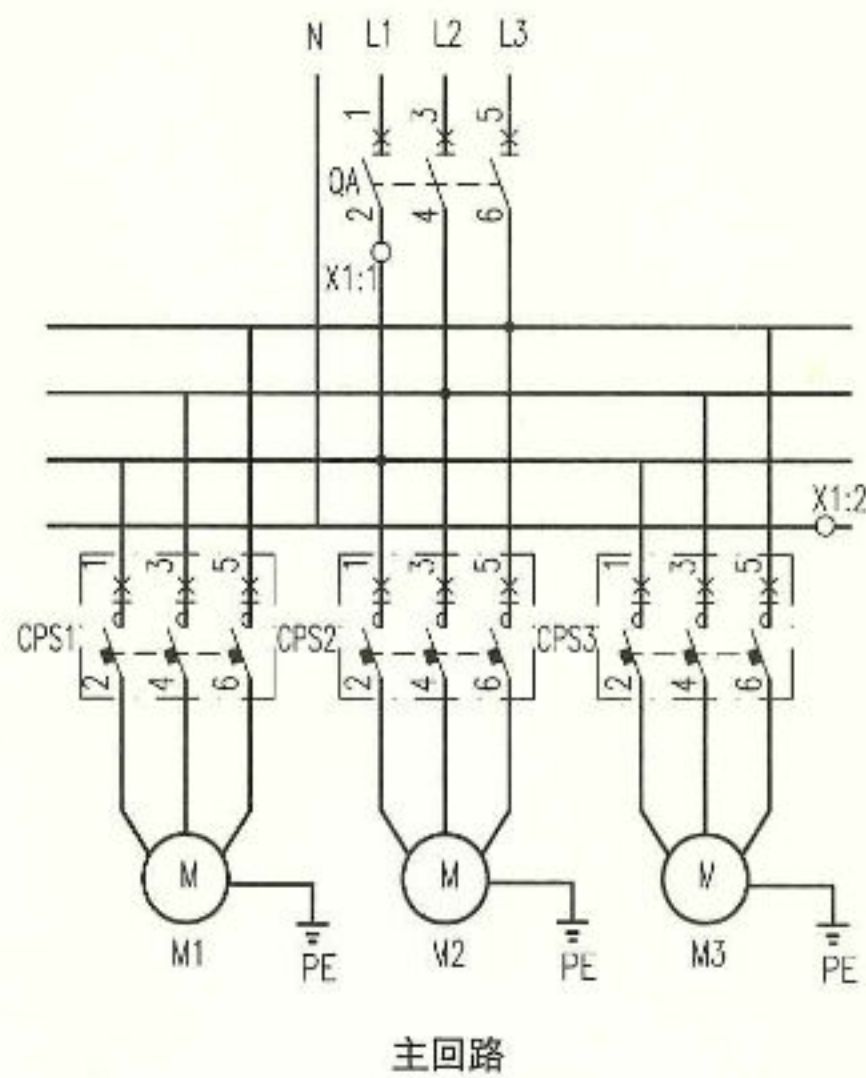 N L1 L2 L3
1 3 5
QA
2 4 6
X1:1
X1:2
1 3 5 1 3 5 1 3 5
CPS1 CPS2 CPS3
2 4 6 2 4 6 2 4 6
M M M
M1 M2 M3
PE PE PE
主回路